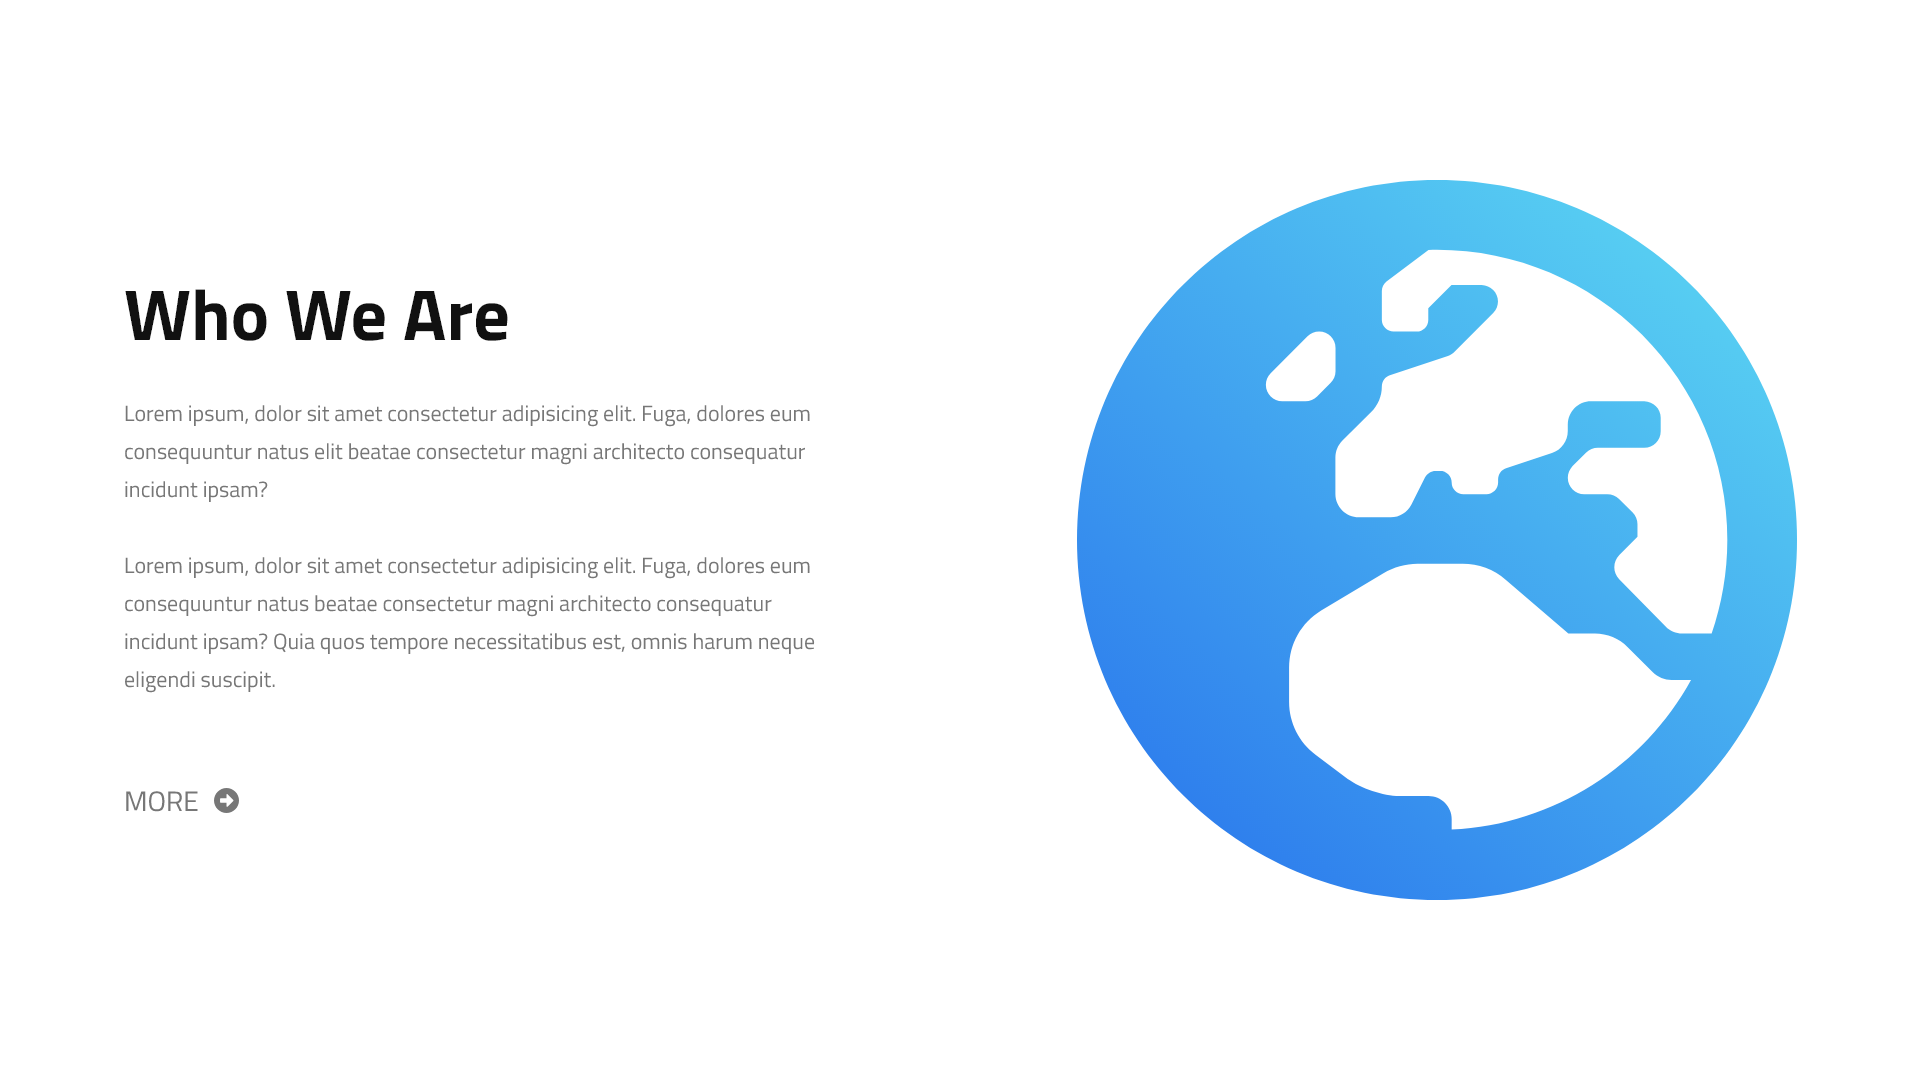 Who We Are
Lorem ipsum, dolor sit amet consectetur adipisicing elit. Fuga, dolores eum
consequuntur natus elit beatae consectetur magni architecto consequatur
incidunt ipsam?
Lorem ipsum, dolor sit amet consectetur adipisicing elit. Fuga, dolores eum
consequuntur natus beatae consectetur magni architecto consequatur
incidunt ipsam? Quia quos tempore necessitatibus est, omnis harum neque
eligendi suscipit.
MORE